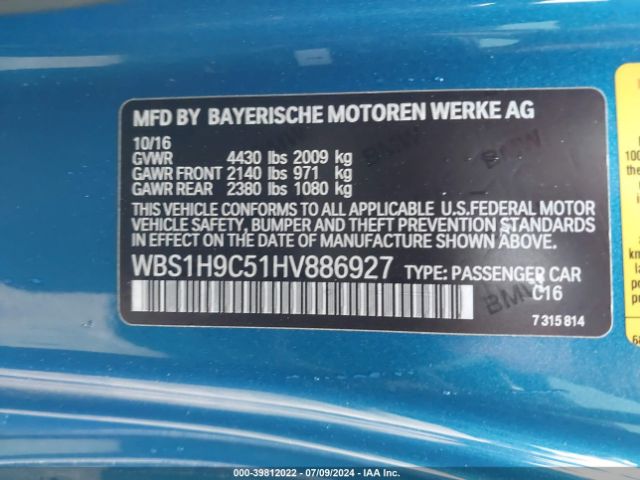 MFD BY BAYERISCHE MOTOREN WERKE AG
10/16
GVWR 4430 lbs 2009 kg
GAWR FRONT 2140 lbs 971 kg
GAWR REAR 2380 lbs 1080 kg
THIS VEHICLE CONFORMS TO ALL APPLICABLE U.S.FEDERAL MOTOR
VEHICLE SAFETY, BUMPER AND THEFT PREVENTION STANDARDS
IN EFFECT ON THE DATE OF MANUFACTURE SHOWN ABOVE.
WBS1H9C51HV886927 TYPE: PASSENGER CAR
C16
BMW
7 315 814
000-39812022 / 07/09/2024 / IAA Inc.